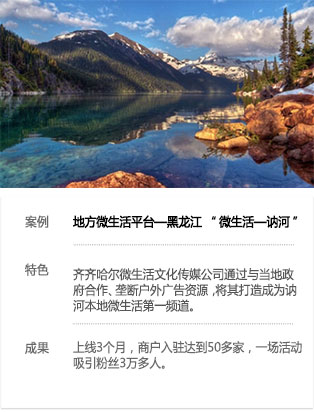 案例 地方微生活平台—黑龙江 “ 微生活—讷河 ”
特色 齐齐哈尔微生活文化传媒公司通过与当地政
府合作、垄断户外广告资源，将其打造成为讷
河本地微生活第一频道。
成果 上线3个月，商户入驻达到50多家，一场活动
吸引粉丝3万多人。